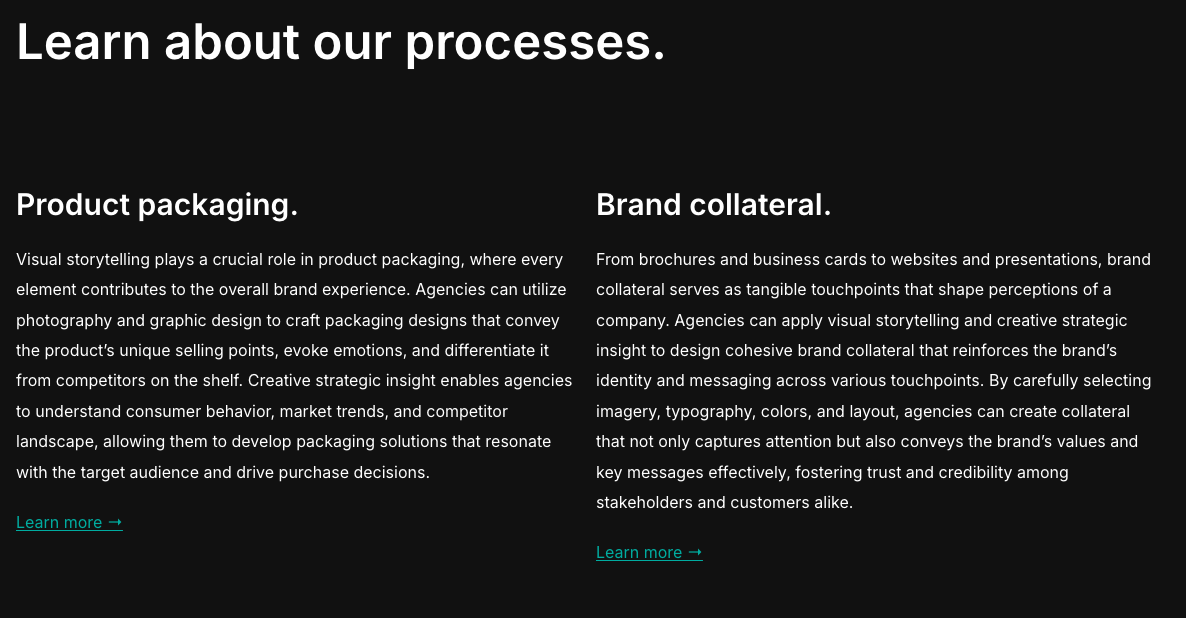 Learn about our processes.
Product packaging.
Visual storytelling plays a crucial role in product packaging, where every
element contributes to the overall brand experience. Agencies can utilize
photography and graphic design to craft packaging designs that convey
the product’s unique selling points, evoke emotions, and differentiate it
from competitors on the shelf. Creative strategic insight enables agencies
to understand consumer behavior, market trends, and competitor
landscape, allowing them to develop packaging solutions that resonate
with the target audience and drive purchase decisions.
Learn more →
Brand collateral.
From brochures and business cards to websites and presentations, brand
collateral serves as tangible touchpoints that shape perceptions of a
company. Agencies can apply visual storytelling and creative strategic
insight to design cohesive brand collateral that reinforces the brand’s
identity and messaging across various touchpoints. By carefully selecting
imagery, typography, colors, and layout, agencies can create collateral
that not only captures attention but also conveys the brand’s values and
key messages effectively, fostering trust and credibility among
stakeholders and customers alike.
Learn more →